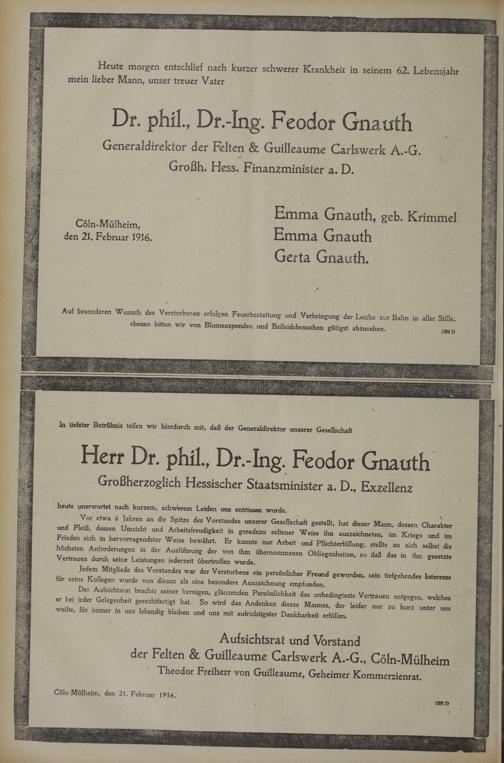 Heute morgen entschlief nach kurzer schwerer Krankheit in seinem 62. Lebensjahr
mein lieber Mann, unser treuer Vater
Dr. phil., Dr.-Ing. Feodor Gnauth
Generaldirektor der Felten & Guilleaume Carlswerk A.-G.
Großh. Hess. Finanzminister a. D.
Emma Gnauth, geb. Krimmel
Emma Gnauth
Gerta Gnauth.
Cöln-Mülheim,
den 21. Februar 1916.
Auf besonderen Wunsch des Verstorbenen erfolgen Feuerbestattung und Verbringung der Leiche zur Bahn in aller Stille,
ebenso bitten wir von Blumenspenden und Beileidsbesuchen gütigst abzusehen.
In tiefster Betrübnis teilen wir hierdurch mit, daß der Generaldirektor unserer Gesellschaft
Herr Dr. phil., Dr.-Ing. Feodor Gnauth
Großherzoglich Hessischer Staatsminister a. D., Exzellenz
heute unerwartet nach kurzem, schwerem Leiden uns entrissen wurde.
Vor etwa 6 Jahren an die Spitze des Vorstandes unserer Gesellschaft gestellt, hat dieser Mann, dessen Charakter
und Fleiß, dessen Umsicht und Arbeitsfreudigkeit in geradezu seltener Weise ihn auszeichneten, im Kriege und im
Frieden sich in hervorragendster Weise bewährt. Er kannte nur Arbeit und Pflichterfüllung, stellte an sich selbst die
höchsten Anforderungen in der Ausführung der von ihm übernommenen Obliegenheiten, so daß das in ihn gesetzte
Vertrauen durch seine Leistungen jederzeit übertroffen wurde.
Jedem Mitgliede des Vorstandes war der Verstorbene ein persönlicher Freund geworden, sein tiefgehendes Interesse
für seine Kollegen wurde von diesen als eine besondere Auszeichnung empfunden.
Der Aufsichtsrat brachte seiner kernigen, glänzenden Persönlichkeit das unbedingteste Vertrauen entgegen, welches
er bei jeder Gelegenheit gerechtfertigt hat. So wird das Andenken dieses Mannes, der leider nur zu kurz unter uns
weilte, für immer in uns lebendig bleiben und uns mit aufrichtigster Dankbarkeit erfüllen.
Aufsichtsrat und Vorstand
der Felten & Guilleaume Carlswerk A.-G., Cöln-Mülheim
Theodor Freiherr von Guilleaume, Geheimer Kommerzienrat.
Cöln-Mülheim, den 21. Februar 1916.